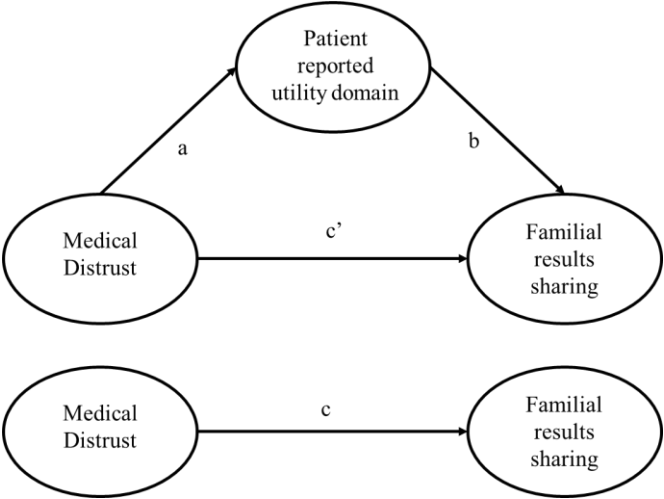 Patient
reported
utility domain
a
b
Medical
Distrust
c’
Familial
results
sharing
Medical
Distrust
c
Familial
results
sharing